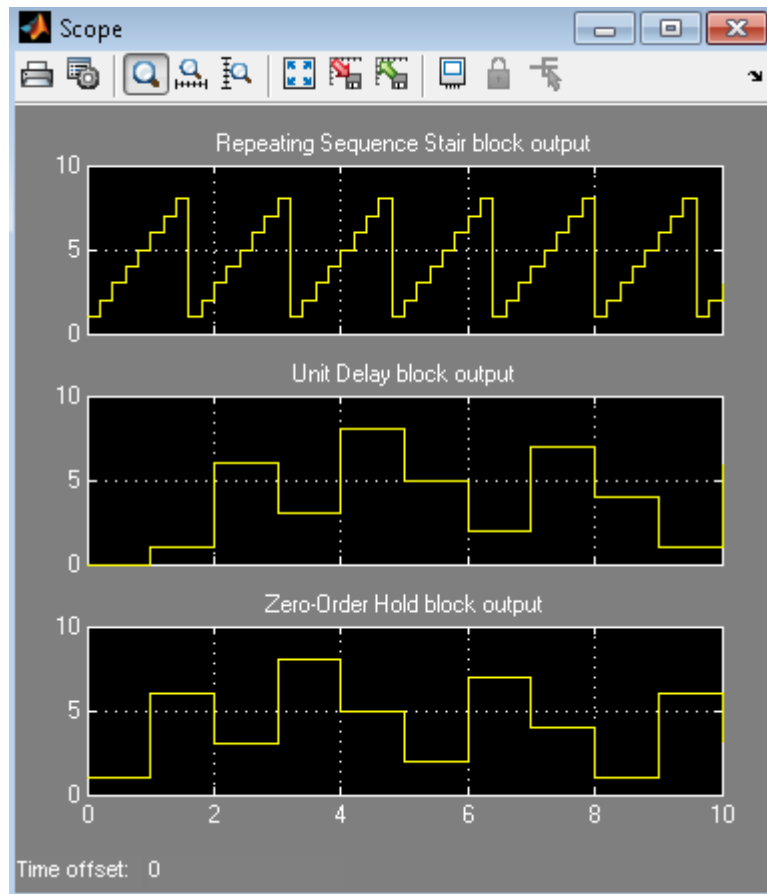 Scope
Repeating Sequence Stair block output
10
5
0
Unit Delay block output
10
5
0
Zero-Order Hold block output
10
5
0
0 2 4 6 8 10
Time offset: 0